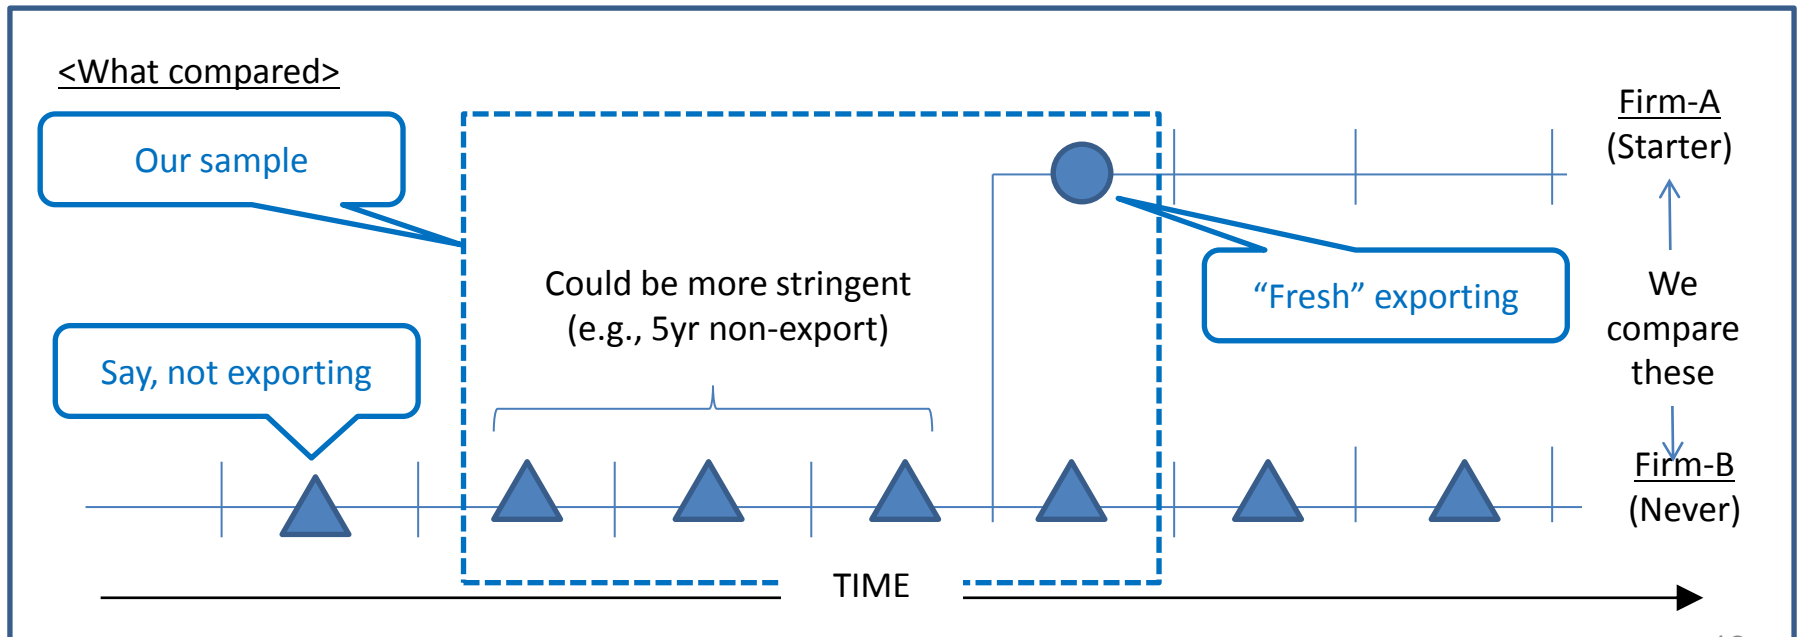 <What compared>
Our sample
Firm-A
(Starter)
Could be more stringent
(e.g., 5yr non-export)
"Fresh" exporting
We
compare
these
Say, not exporting
Firm-B
(Never)
TIME